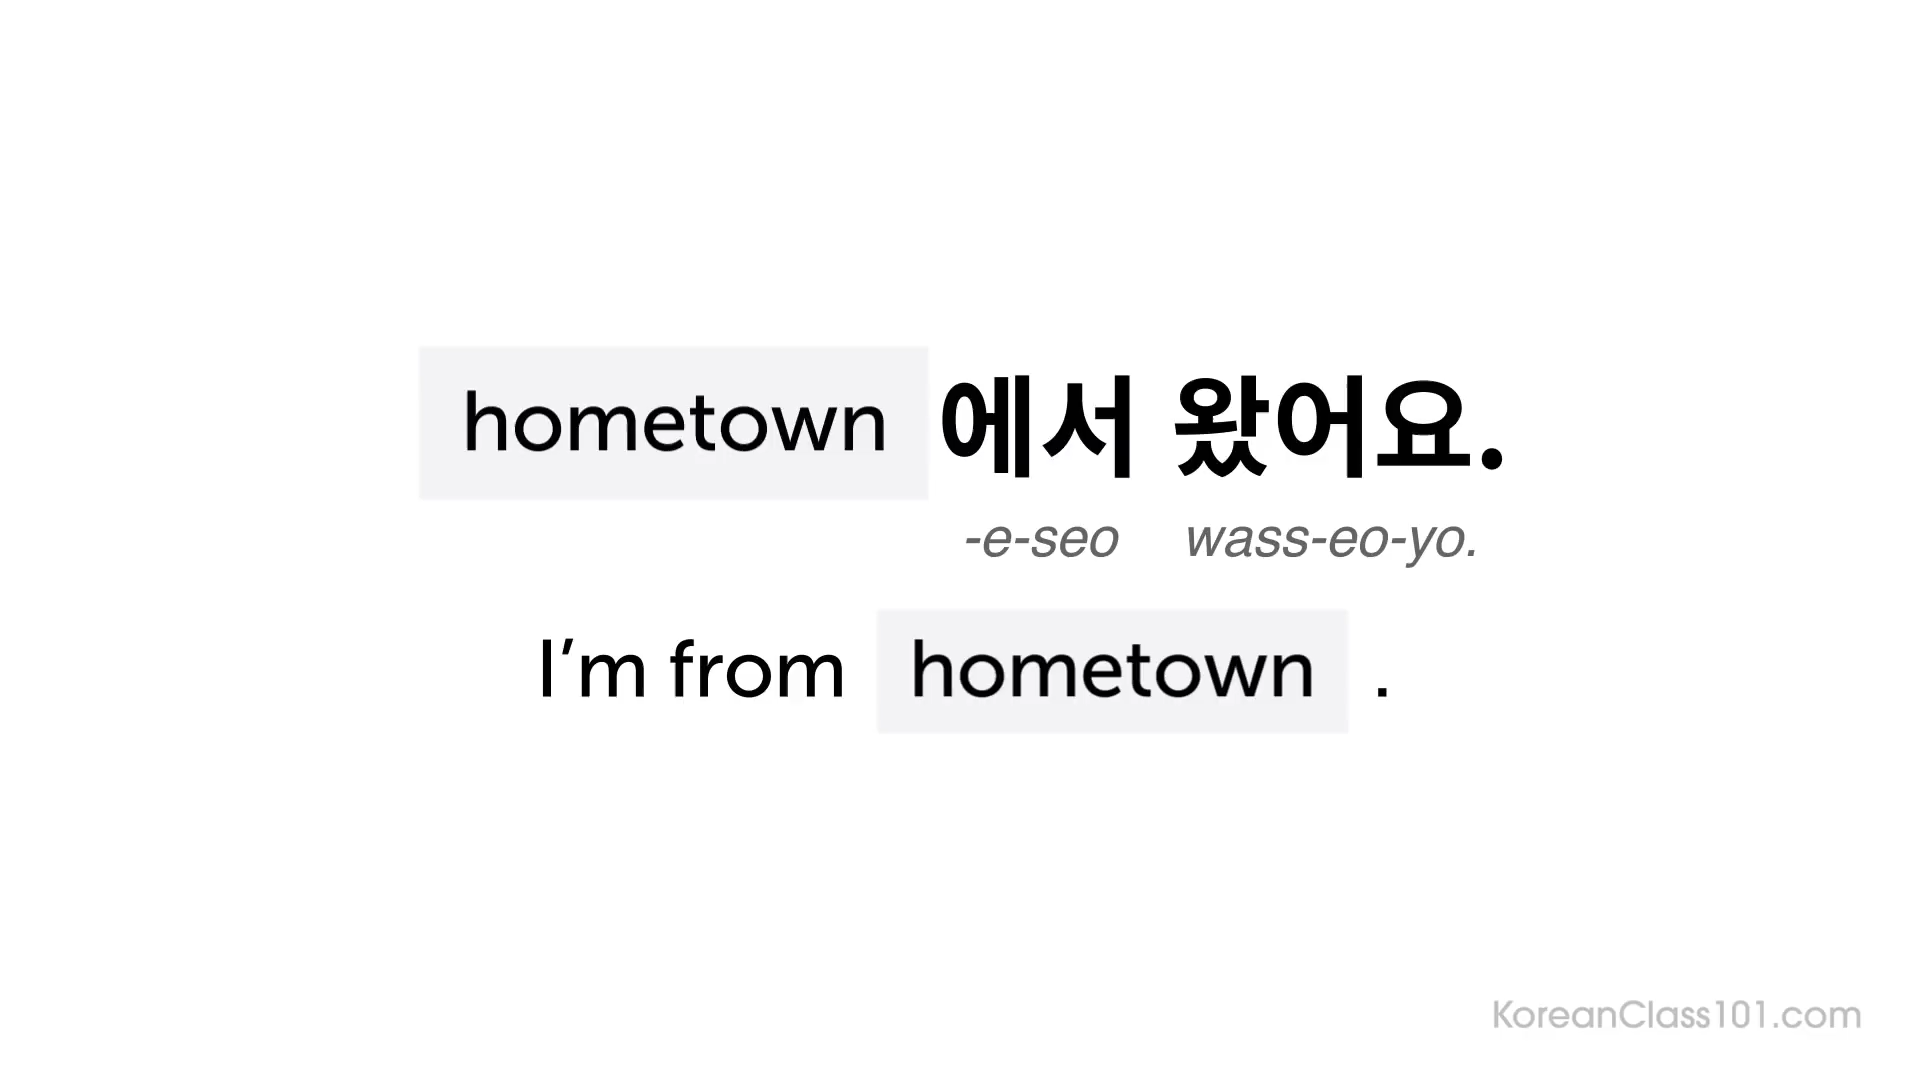 hometown 에서 왔어요.
-e-seo wass-eo-yo.
I'm from hometown .
KoreanClass101.com